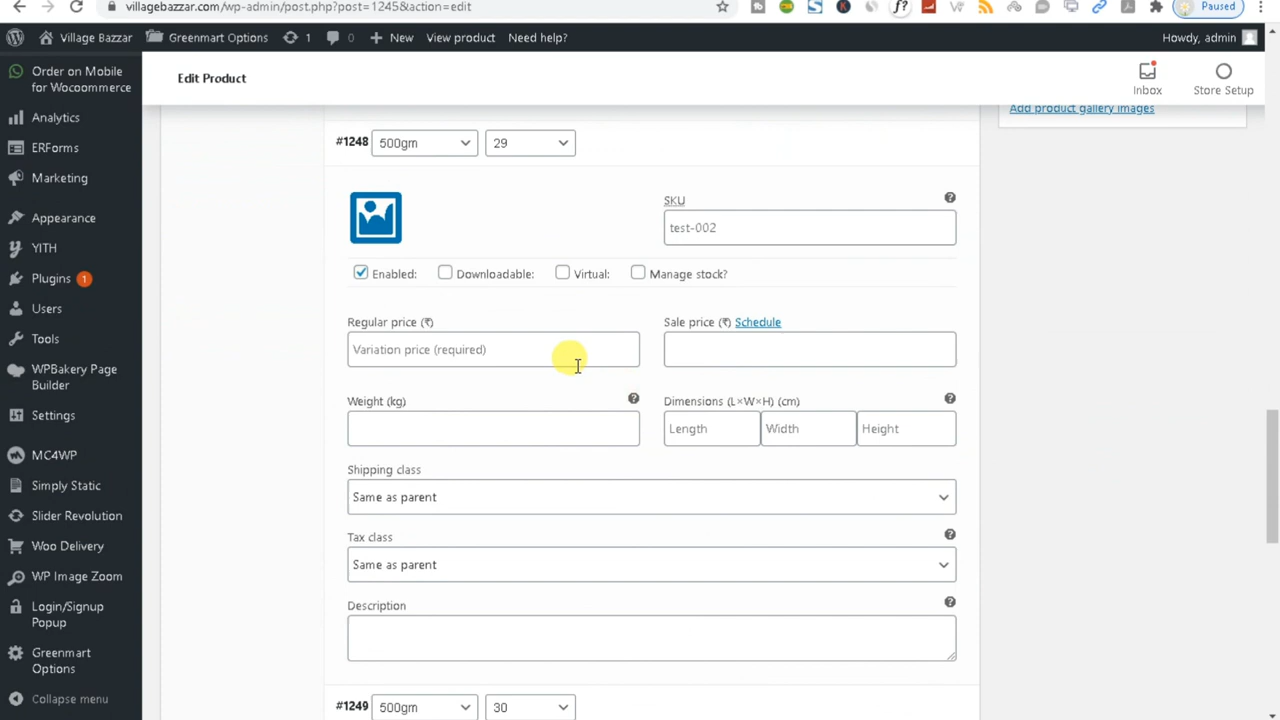 villagebazzar.com/wp-admin/post.php?post=1245&action=edit
Paused
Village Bazzar
Greenmart Options
1
0
New
View product
Need help?
Howdy, admin
Order on Mobile
for Wocoommerce
Analytics
ERForms
Marketing
Appearance
YITH
Plugins 1
Users
Tools
WPBakery Page
Builder
Settings
MC4WP
Simply Static
Slider Revolution
Woo Delivery
WP Image Zoom
Login/Signup
Popup
Greenmart
Options
Collapse menu
Edit Product
Inbox
Store Setup
Add product gallery images
#1248 500gm 29
SKU
test-002
Enabled: Downloadable: Virtual: Manage stock?
Regular price (₹)
Variation price (required)
Sale price (₹) Schedule
Weight (kg)
Dimensions (L×W×H) (cm)
Length Width Height
Shipping class
Same as parent
Tax class
Same as parent
Description
#1249 500gm 30